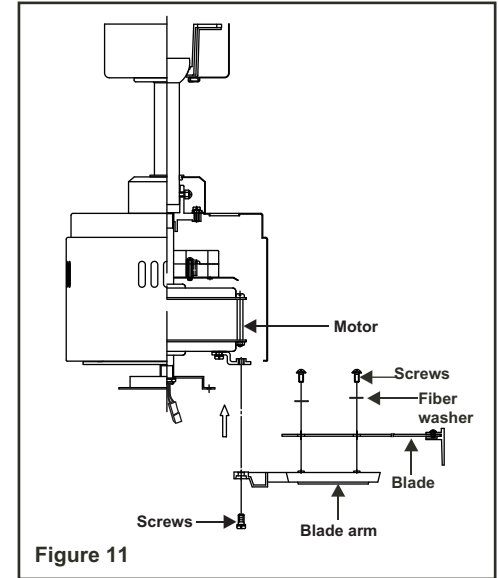 Motor
Screws
Fiber
washer
Blade
Screws
Blade arm
Figure 11